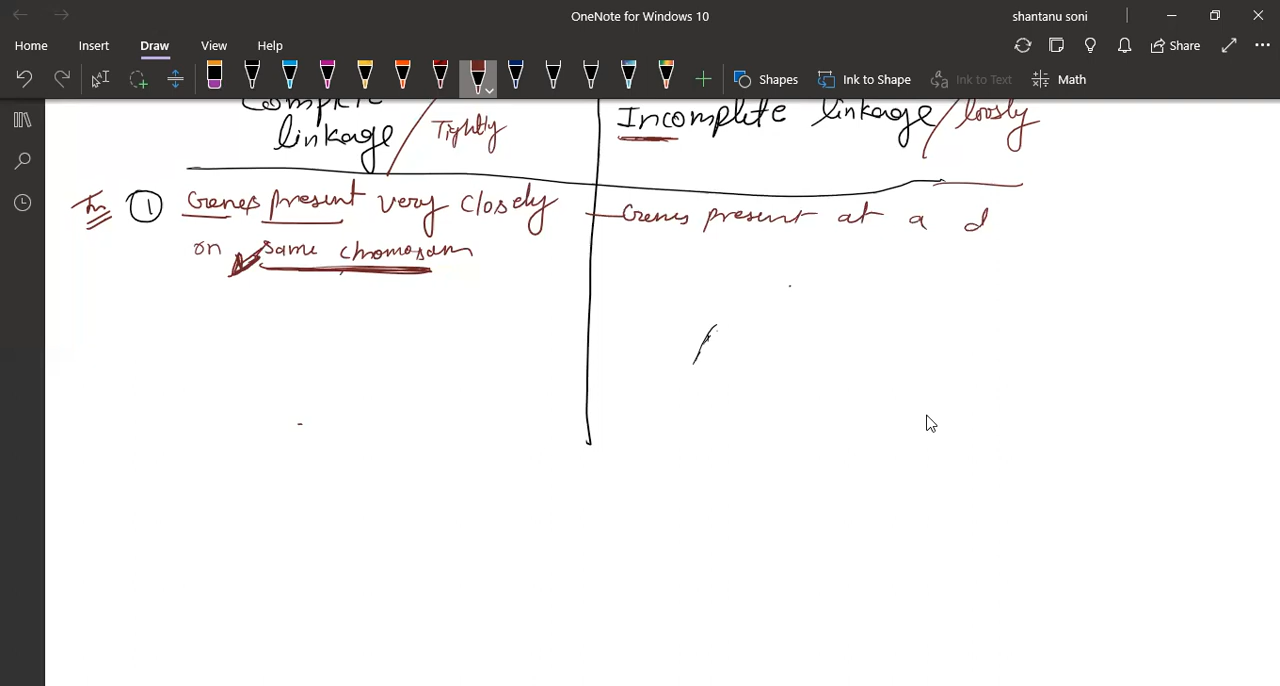 OneNote for Windows 10
shantanu soni
Home Insert Draw View Help
Share
Shapes Ink to Shape Ink to Text Math
Complete
linkage / Tightly
Incomplete linkage / loosly
1 Genes present very closely
on same chromosom
Genes present at a d